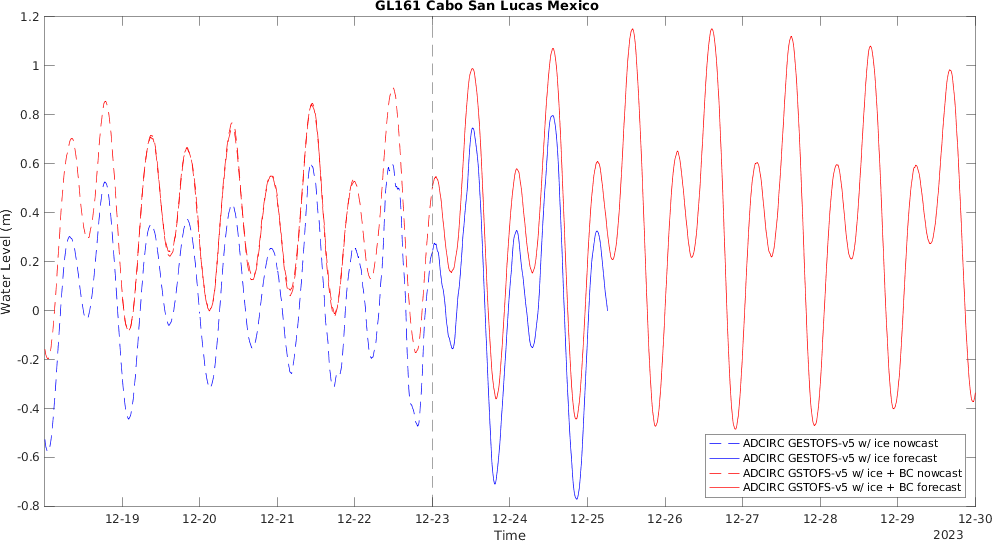 GL161 Cabo San Lucas Mexico
1.2
1
0.8
0.6
0.4
0.2
0
-0.2
-0.4
-0.6
-0.8
Water Level (m)
ADCIRC GESTOFS-v5 w/ ice nowcast
ADCIRC GESTOFS-v5 w/ ice forecast
ADCIRC GSTOFS-v5 w/ ice + BC nowcast
ADCIRC GSTOFS-v5 w/ ice + BC forecast
12-19 12-20 12-21 12-22 12-23 12-24 12-25 12-26 12-27 12-28 12-29 12-30
Time
2023